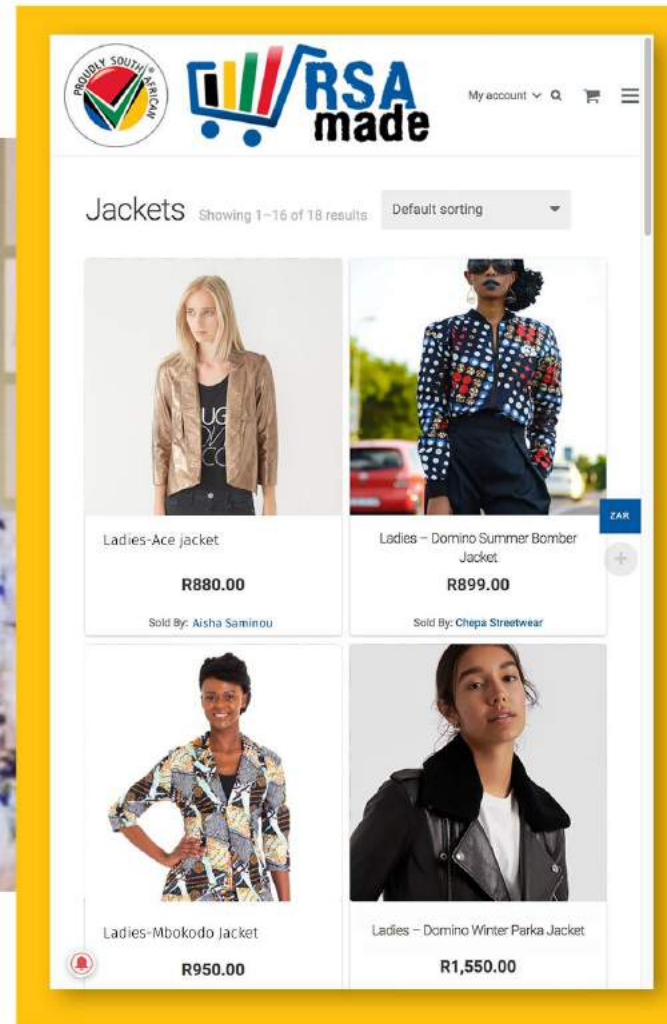 PROUDLY SOUTH AFRICAN
RSA
made
My account
Jackets
Showing 1–16 of 18 results
Default sorting
Ladies-Ace jacket
R880.00
Sold By: Aisha Saminou
Ladies – Domino Summer Bomber
Jacket
R899.00
Sold By: Chepa Streetwear
ZAR
Ladies-Mbokodo Jacket
R950.00
Ladies – Domino Winter Parka Jacket
R1,550.00